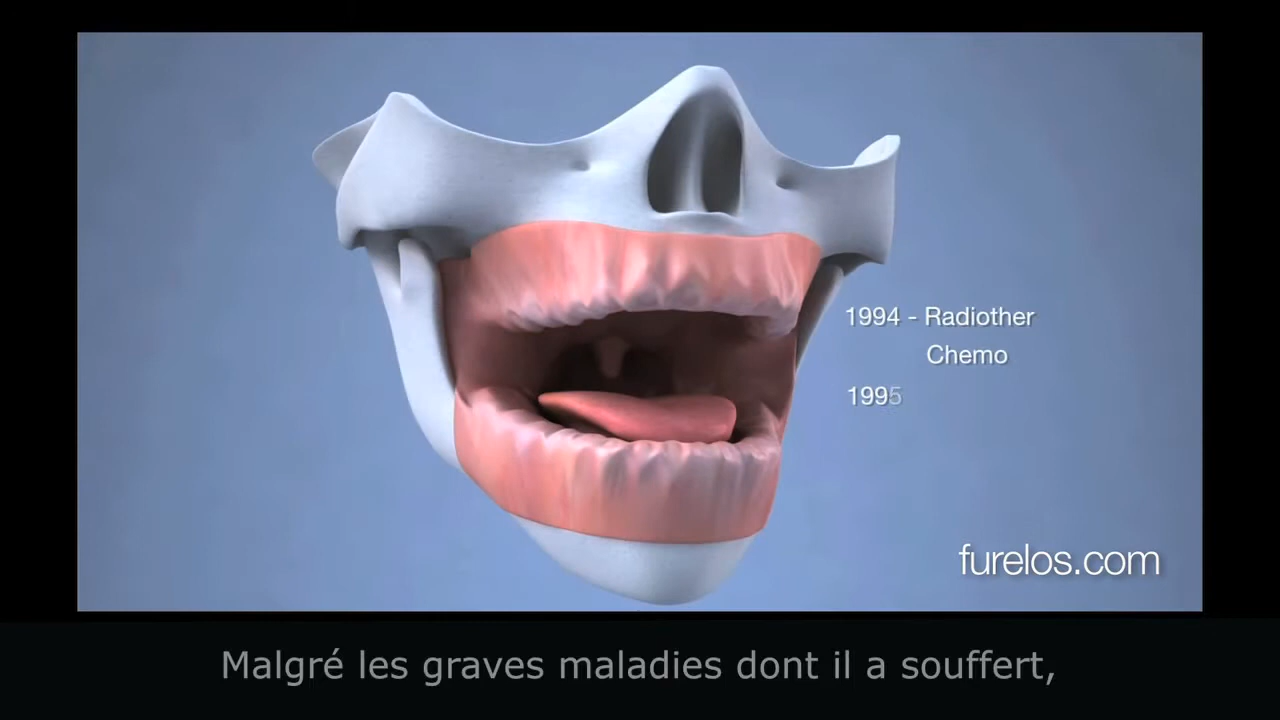 1994 - Radiother
Chemo
1995
furelos.com
Malgré les graves maladies dont il a souffert,